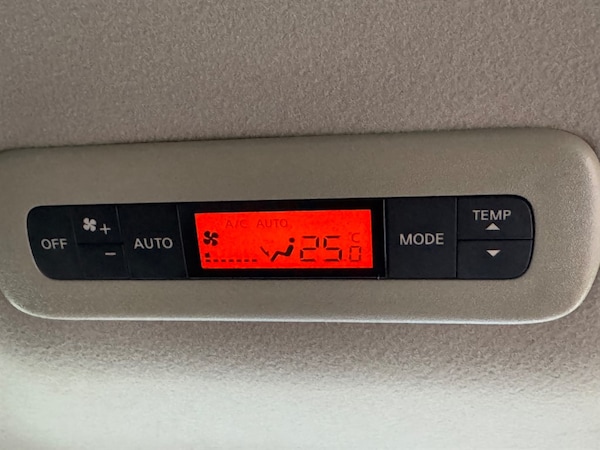 OFF
+
-
AUTO
A/C AUTO
25.0 °C
MODE
TEMP